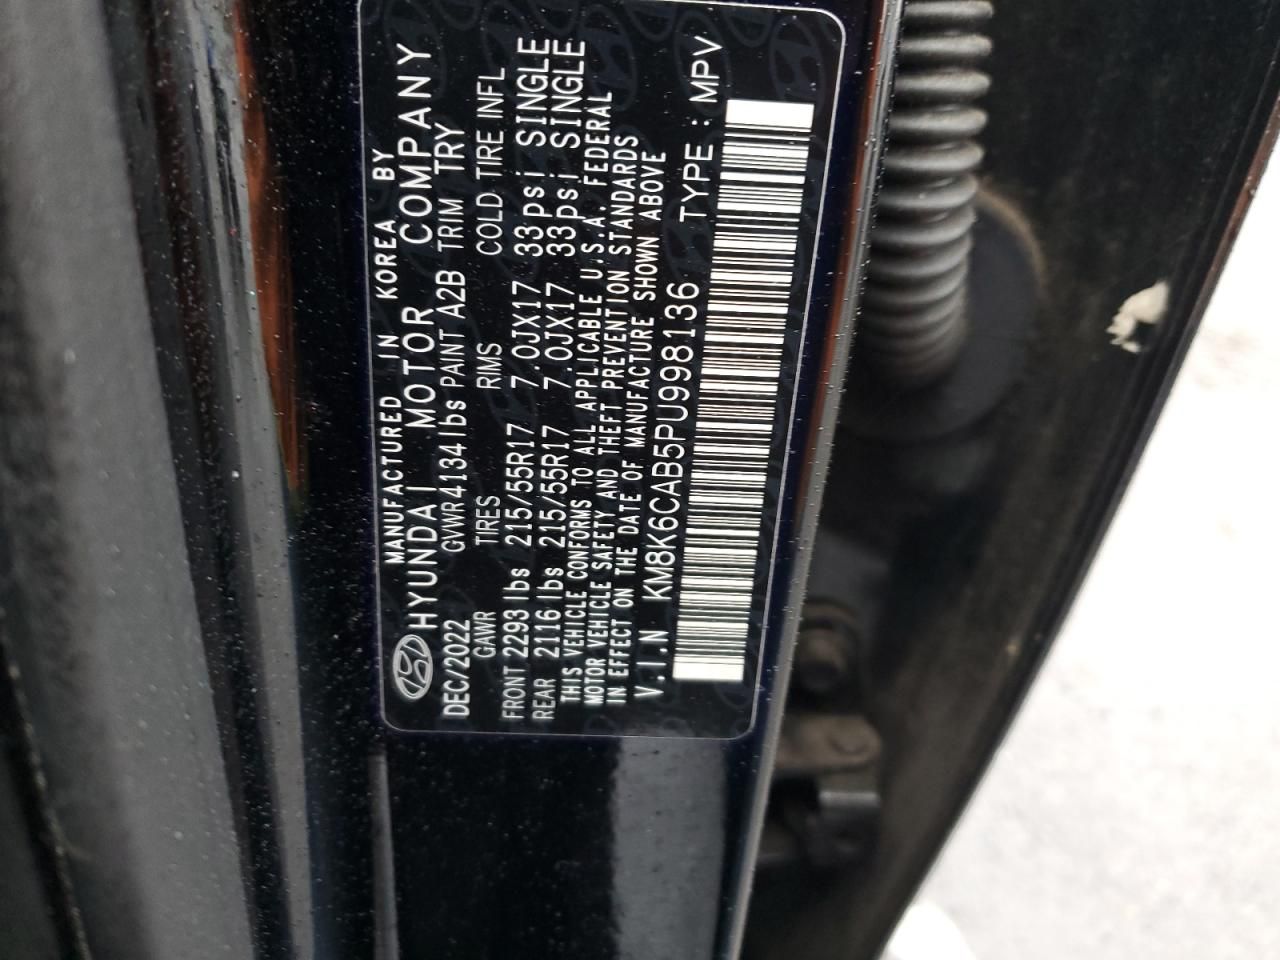 MANUFACTURED IN KOREA BY
HYUNDAI MOTOR COMPANY
DEC/2022 GVWR 4134lbs PAINT A2B TRIM TRY
GAWR TIRES RIMS COLD TIRE INFL
FRONT 2293 lbs 215/55R17 7.0JX17 33psi SINGLE
REAR 2116 lbs 215/55R17 7.0JX17 33psi SINGLE
THIS VEHICLE CONFORMS TO ALL APPLICABLE U.S.A. FEDERAL
MOTOR VEHICLE SAFETY AND THEFT PREVENTION STANDARDS
IN EFFECT ON THE DATE OF MANUFACTURE SHOWN ABOVE
V.I.N KM8K6CAB5PU998136 TYPE : MPV